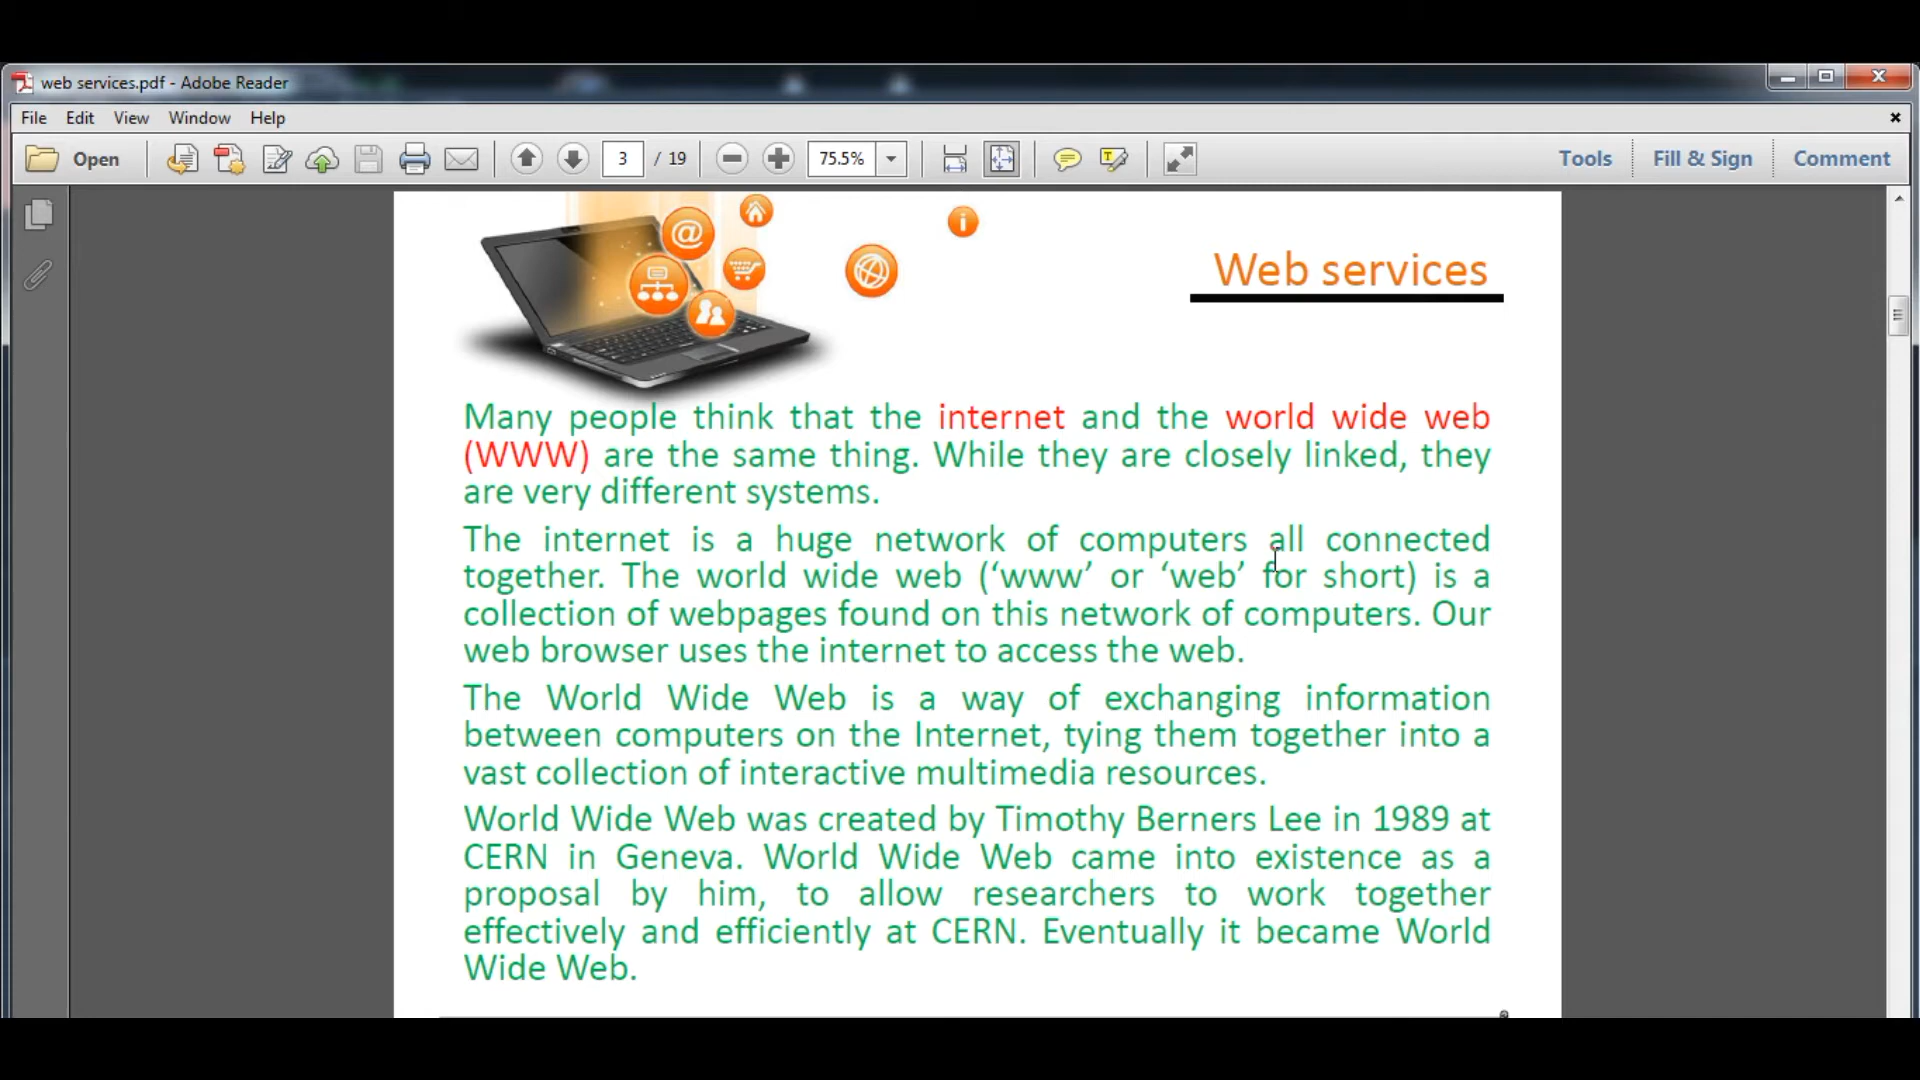 web services.pdf - Adobe Reader
File Edit View Window Help
Open 3 / 19 75.5% Tools Fill & Sign Comment
Web services
Many people think that the internet and the world wide web
(WWW) are the same thing. While they are closely linked, they
are very different systems.
The internet is a huge network of computers all connected
together. The world wide web (‘www’ or ‘web’ for short) is a
collection of webpages found on this network of computers. Our
web browser uses the internet to access the web.
The World Wide Web is a way of exchanging information
between computers on the Internet, tying them together into a
vast collection of interactive multimedia resources.
World Wide Web was created by Timothy Berners Lee in 1989 at
CERN in Geneva. World Wide Web came into existence as a
proposal by him, to allow researchers to work together
effectively and efficiently at CERN. Eventually it became World
Wide Web.